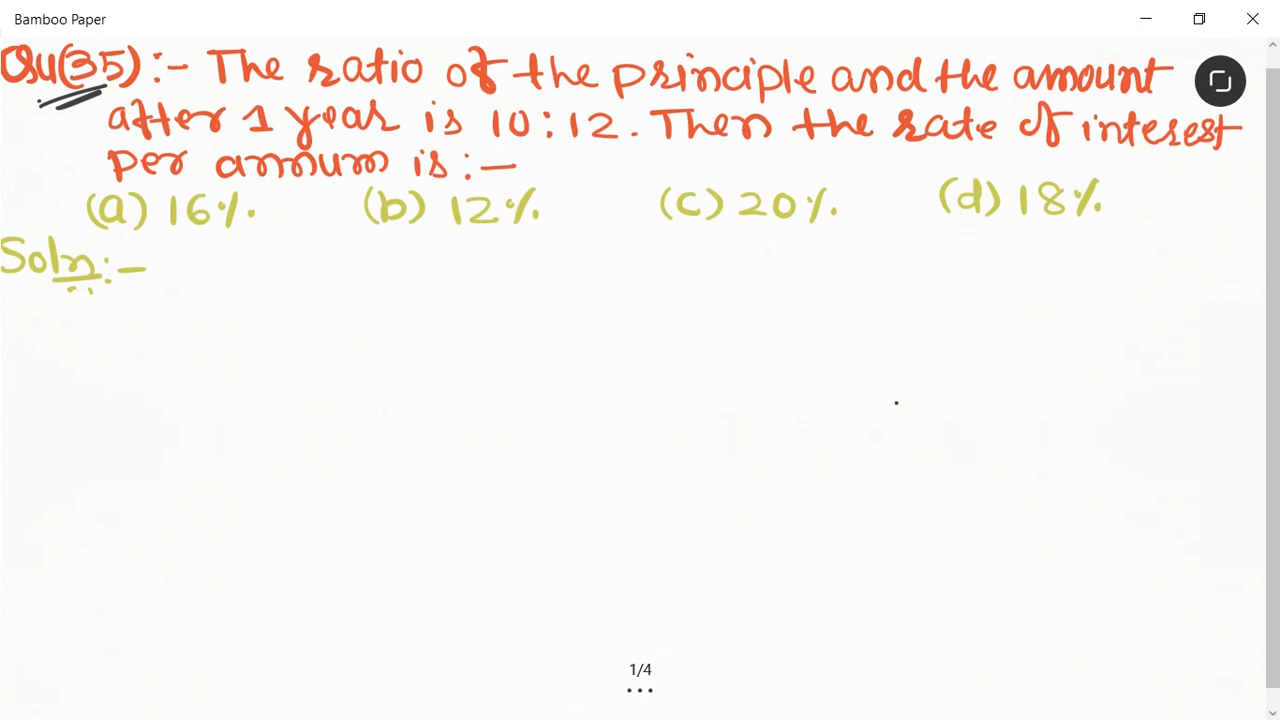 Bamboo Paper
Qu(35):- The ratio of the principle and the amount
after 1 year is 10:12. Then the rate of interest
per annum is:-
(a) 16% (b) 12% (c) 20% (d) 18%
Soln:-
1/4